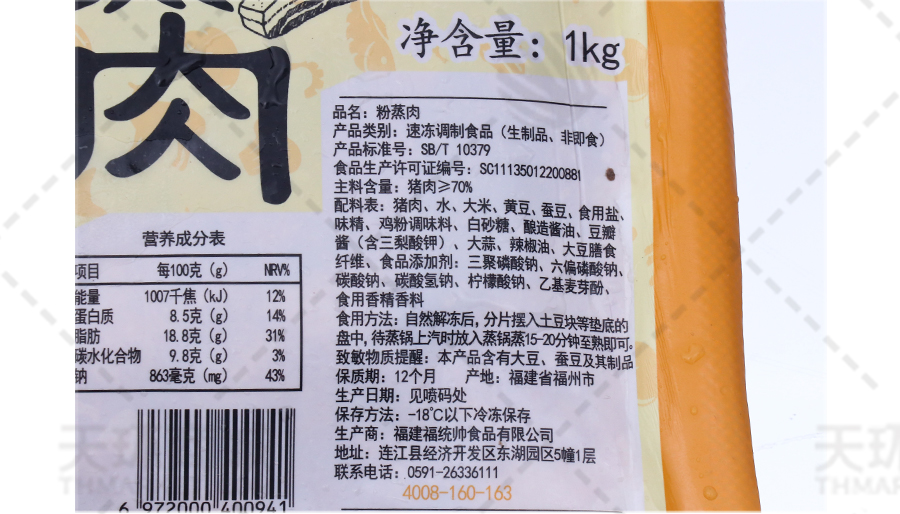 肉
净含量：1kg
品名：粉蒸肉
产品类别：速冻调制食品（生制品、非即食）
产品标准号：SB/T 10379
食品生产许可证编号：SC11135012200881
主料含量：猪肉≥70%
配料表：猪肉、水、大米、黄豆、蚕豆、食用盐、
味精、鸡粉调味料、白砂糖、酿造酱油、豆瓣
酱（含三梨酸钾）、大蒜、辣椒油、大豆膳食
纤维、食品添加剂：三聚磷酸钠、六偏磷酸钠、
碳酸钠、碳酸氢钠、柠檬酸钠、乙基麦芽酚、
食用香精香料
食用方法：自然解冻后，分片摆入土豆块等垫底的
盘中，待蒸锅上汽时放入蒸锅蒸15-20分钟至熟即可。
致敏物质提醒：本产品含有大豆、蚕豆及其制品
保质期：12个月 产地：福建省福州市
生产日期：见喷码处
保存方法：-18℃以下冷冻保存
生产商：福建福统帅食品有限公司
地址：连江县经济开发区东湖园区5幢1层
联系电话：0591-26336111
4008-160-163
营养成分表
项目 每100克（g） NRV%
能量 1007千焦（kJ） 12%
蛋白质 8.5克（g） 14%
脂肪 18.8克（g） 31%
碳水化合物 9.8克（g） 3%
钠 863毫克（mg） 43%
6 972000 400941
天玑
THMAR
天玑
THMAR